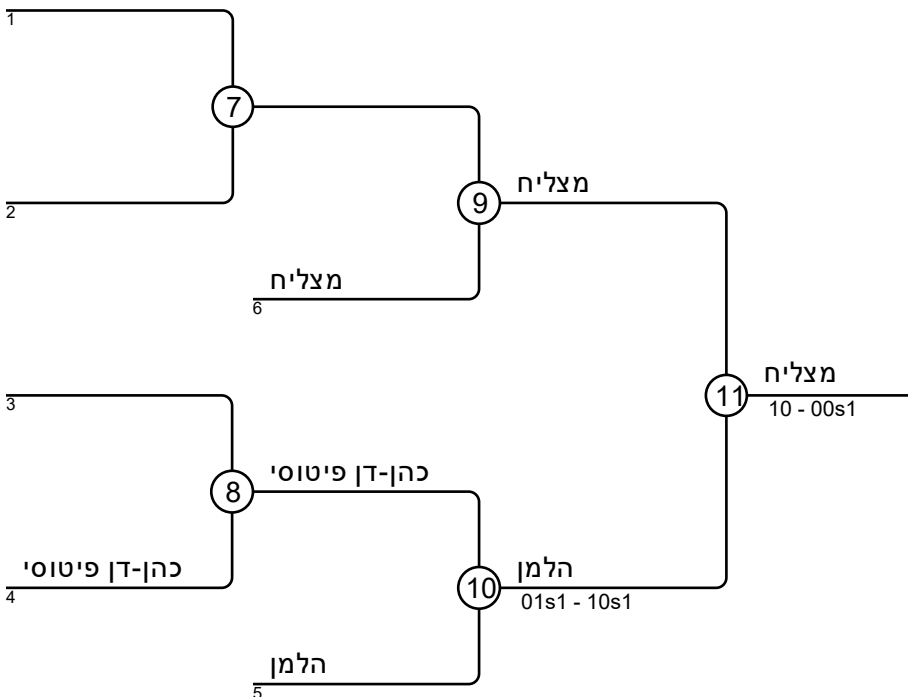 1
7
2
מצליח
9
מצליח
6
3
מצליח
11
10 - 00s1
כהן-דן פיטוסי
8
כהן-דן פיטוסי
4
הלמן
10
01s1 - 10s1
הלמן
5